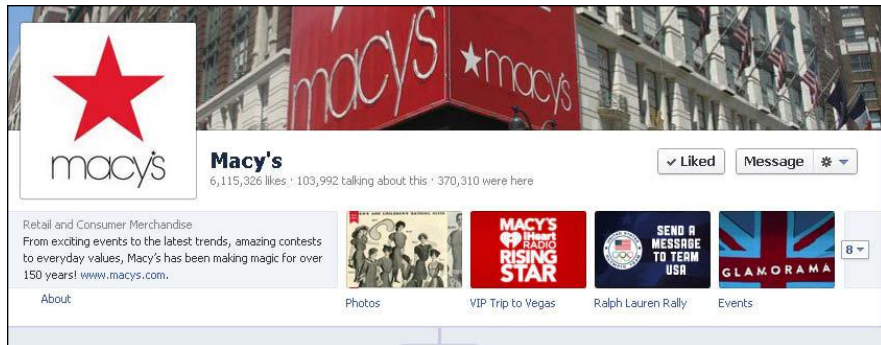 macy's
macy's
macy's
Macy's
6,115,326 likes · 103,992 talking about this · 370,310 were here
Liked
Message
Retail and Consumer Merchandise
From exciting events to the latest trends, amazing contests
to everyday values, Macy's has been making magic for over
150 years! www.macys.com.
About
MACY'S
iHeart
RADIO
RISING
STAR
SEND A
MESSAGE
TO TEAM
USA
GLAMORAMA
8
Photos
VIP Trip to Vegas
Ralph Lauren Rally
Events